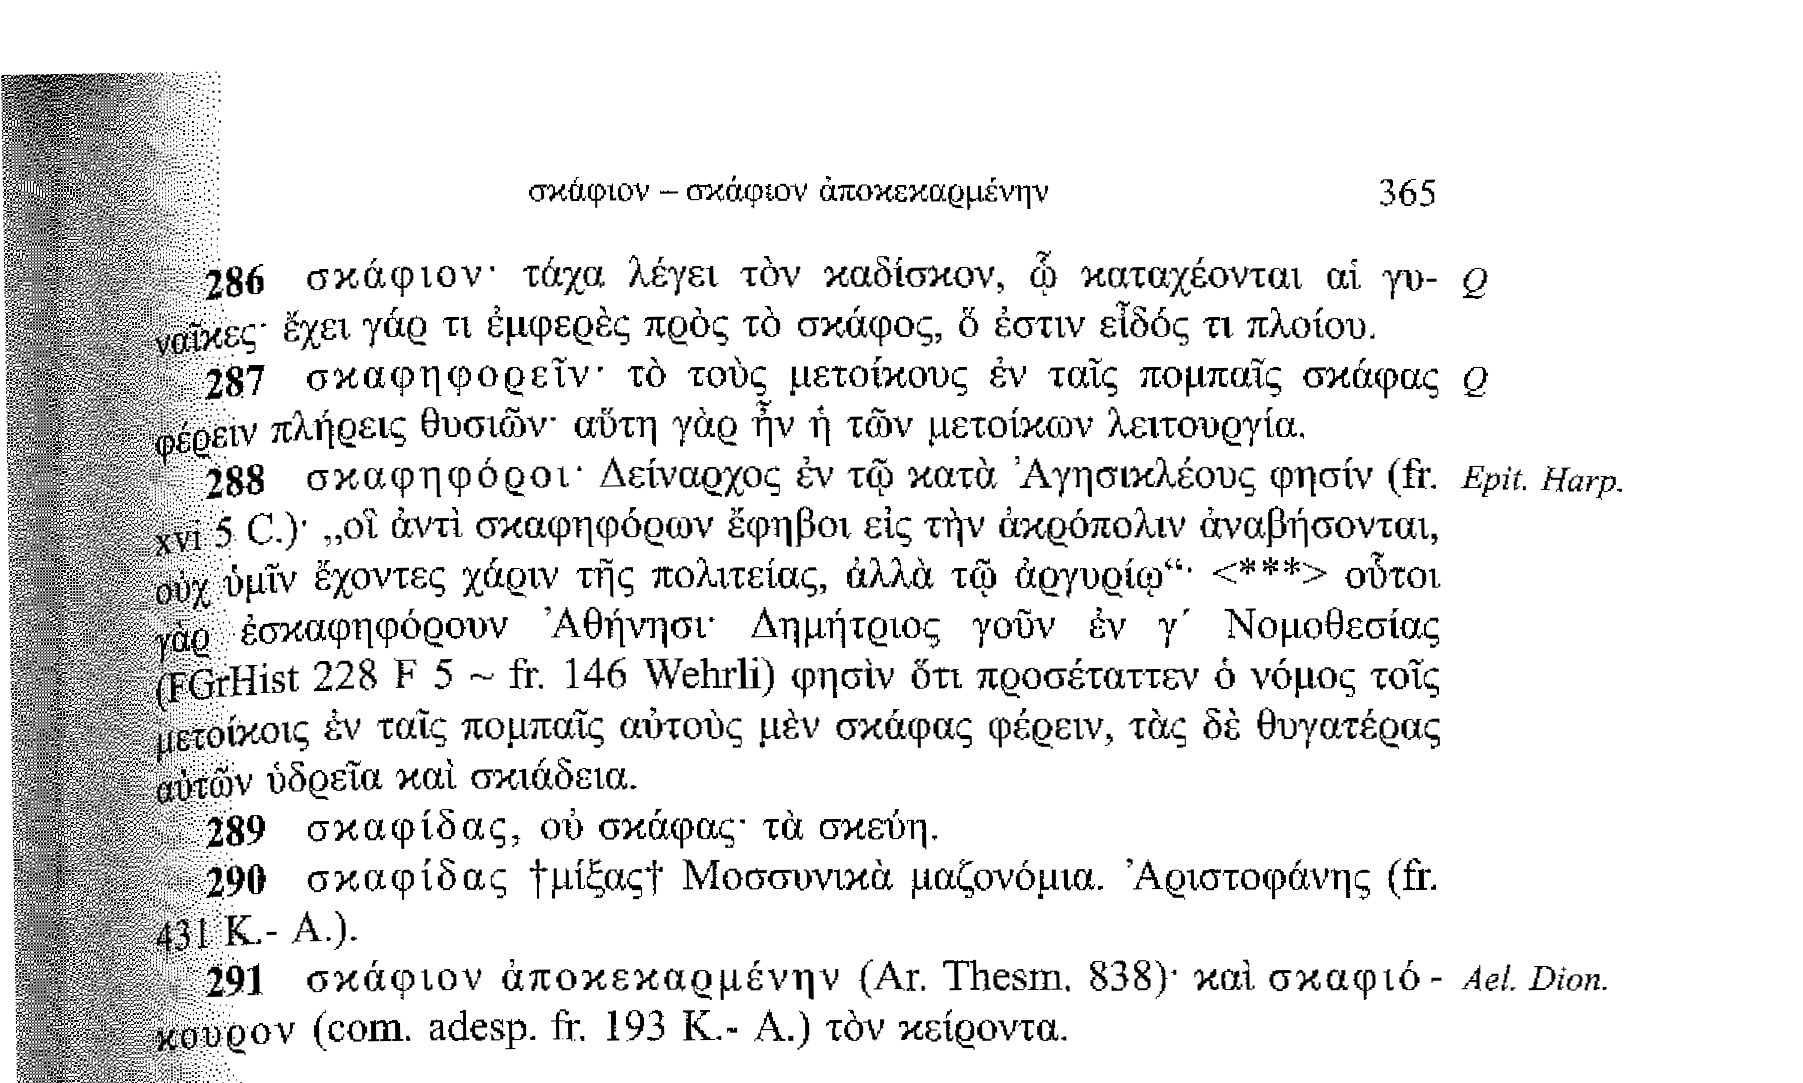 σκάφιον – σκάφιον ἀποκεκαρμένην 365
286 σκάφιον· τάχα λέγει τὸν καδίσκον, ᾧ καταχέονται αἱ γυ- Q
ναῖκες· ἔχει γάρ τι ἐμφερὲς πρὸς τὸ σκάφος, ὅ ἐστιν εἶδός τι πλοίου.
287 σκαφηφορεῖν· τὸ τοὺς μετοίκους ἐν ταῖς πομπαῖς σκάφας Q
φέρειν πλήρεις θυσιῶν· αὕτη γὰρ ἦν ἡ τῶν μετοίκων λειτουργία.
288 σκαφηφόροι· Δείναρχος ἐν τῷ κατὰ Ἀγησικλέους φησίν (fr. Epit. Harp.
xvi 5 C.)· „οἳ ἀντὶ σκαφηφόρων ἔφηβοι εἰς τὴν ἀκρόπολιν ἀναβήσονται,
οὐχ ὑμῖν ἔχοντες χάριν τῆς πολιτείας, ἀλλὰ τῷ ἀργυρίῳ“· <***> οὗτοι
γὰρ ἐσκαφηφόρουν Ἀθήνησι· Δημήτριος γοῦν ἐν γ´ Νομοθεσίας
(FGrHist 228 F 5 ~ fr. 146 Wehrli) φησὶν ὅτι προσέταττεν ὁ νόμος τοῖς
μετοίκοις ἐν ταῖς πομπαῖς αὐτοὺς μὲν σκάφας φέρειν, τὰς δὲ θυγατέρας
αὐτῶν ὑδρεῖα καὶ σκιάδεια.
289 σκαφίδας, οὐ σκάφας· τὰ σκεύη.
290 σκαφίδας †μίξας† Μοσσυνικὰ μαζονόμια. Ἀριστοφάνης (fr.
431 K.- A.).
291 σκάφιον ἀποκεκαρμένην (Ar. Thesm. 838)· καὶ σκαφιό- Ael. Dion.
κουρον (com. adesp. fr. 193 K.- A.) τὸν κείροντα.